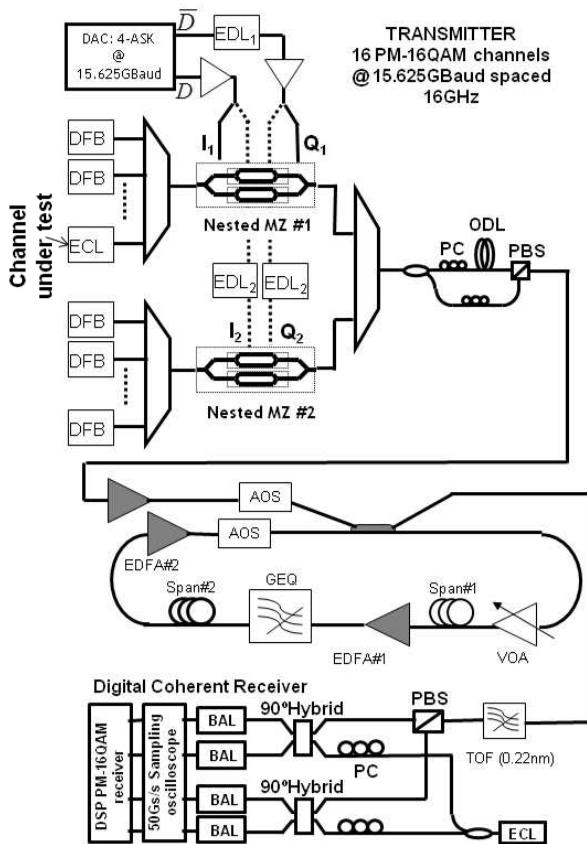 TRANSMITTER
16 PM-16QAM channels
@ 15.625GBaud spaced
16GHz
DAC: 4-ASK
@
15.625GBaud
D
EDL1
D
I1
Q1
DFB
DFB
ECL
Channel
under test
Nested MZ #1
EDL2
EDL2
DFB
DFB
DFB
I2
Q2
Nested MZ #2
PC
ODL
PBS
AOS
AOS
EDFA#2
Span#2
GEQ
EDFA#1
Span#1
VOA
Digital Coherent Receiver
DSP PM-16QAM
receiver
50Gs/s Sampling
oscilloscope
BAL
BAL
BAL
BAL
90ºHybrid
90ºHybrid
PC
PBS
TOF (0.22nm)
ECL